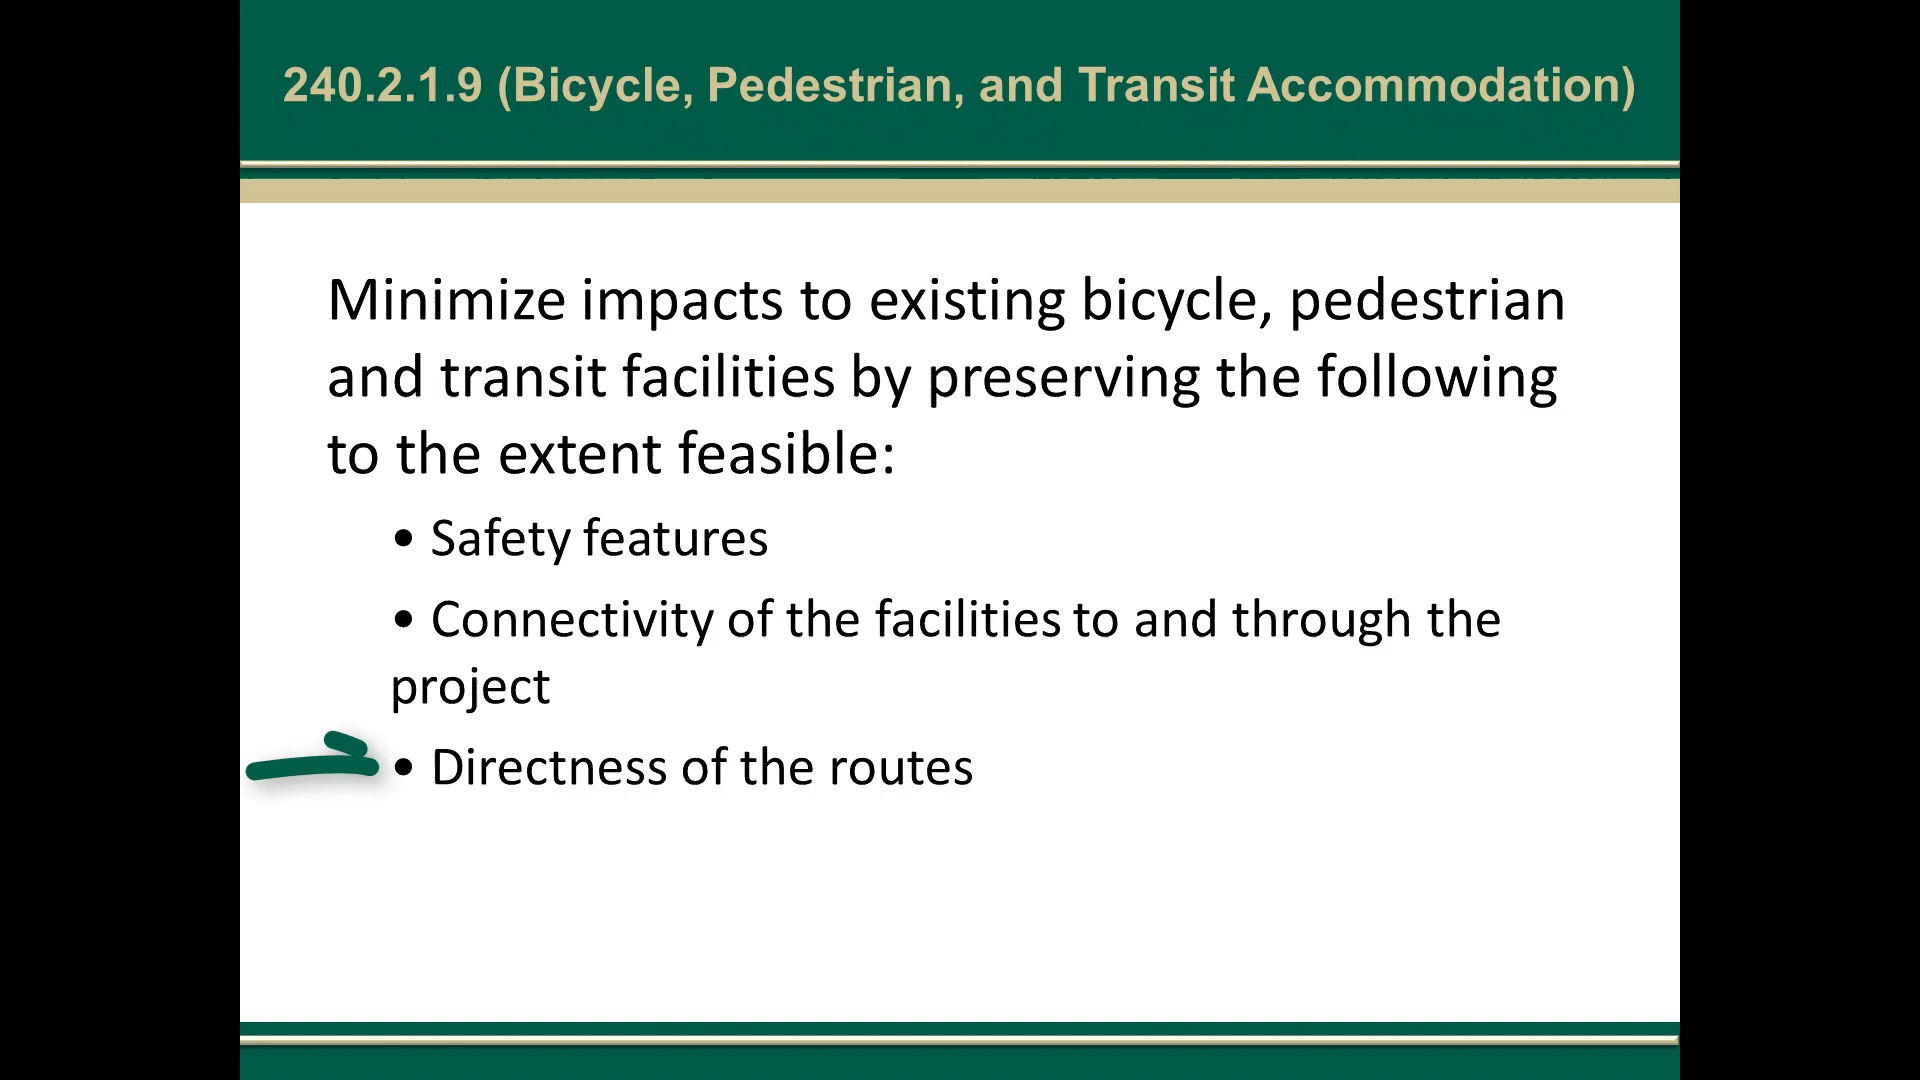 240.2.1.9 (Bicycle, Pedestrian, and Transit Accommodation)
Minimize impacts to existing bicycle, pedestrian
and transit facilities by preserving the following
to the extent feasible:
• Safety features
• Connectivity of the facilities to and through the
project
• Directness of the routes